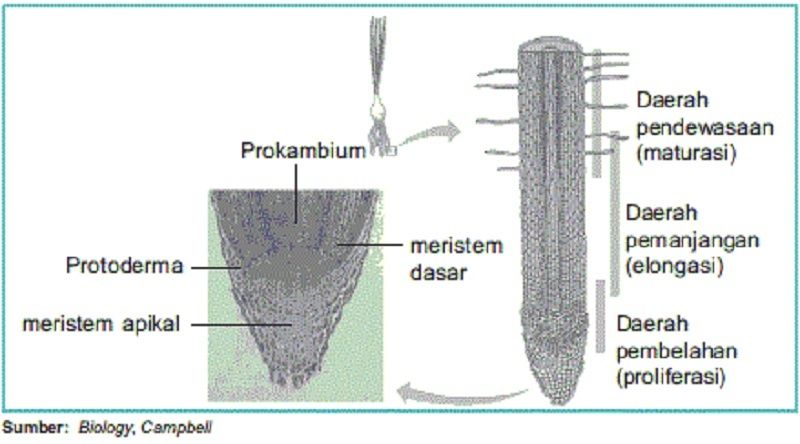 Prokambium
Protoderma
meristem apikal
meristem
dasar
Daerah
pendewasaan
(maturasi)
Daerah
pemanjangan
(elongasi)
Daerah
pembelahan
(proliferasi)
Sumber: Biology, Campbell